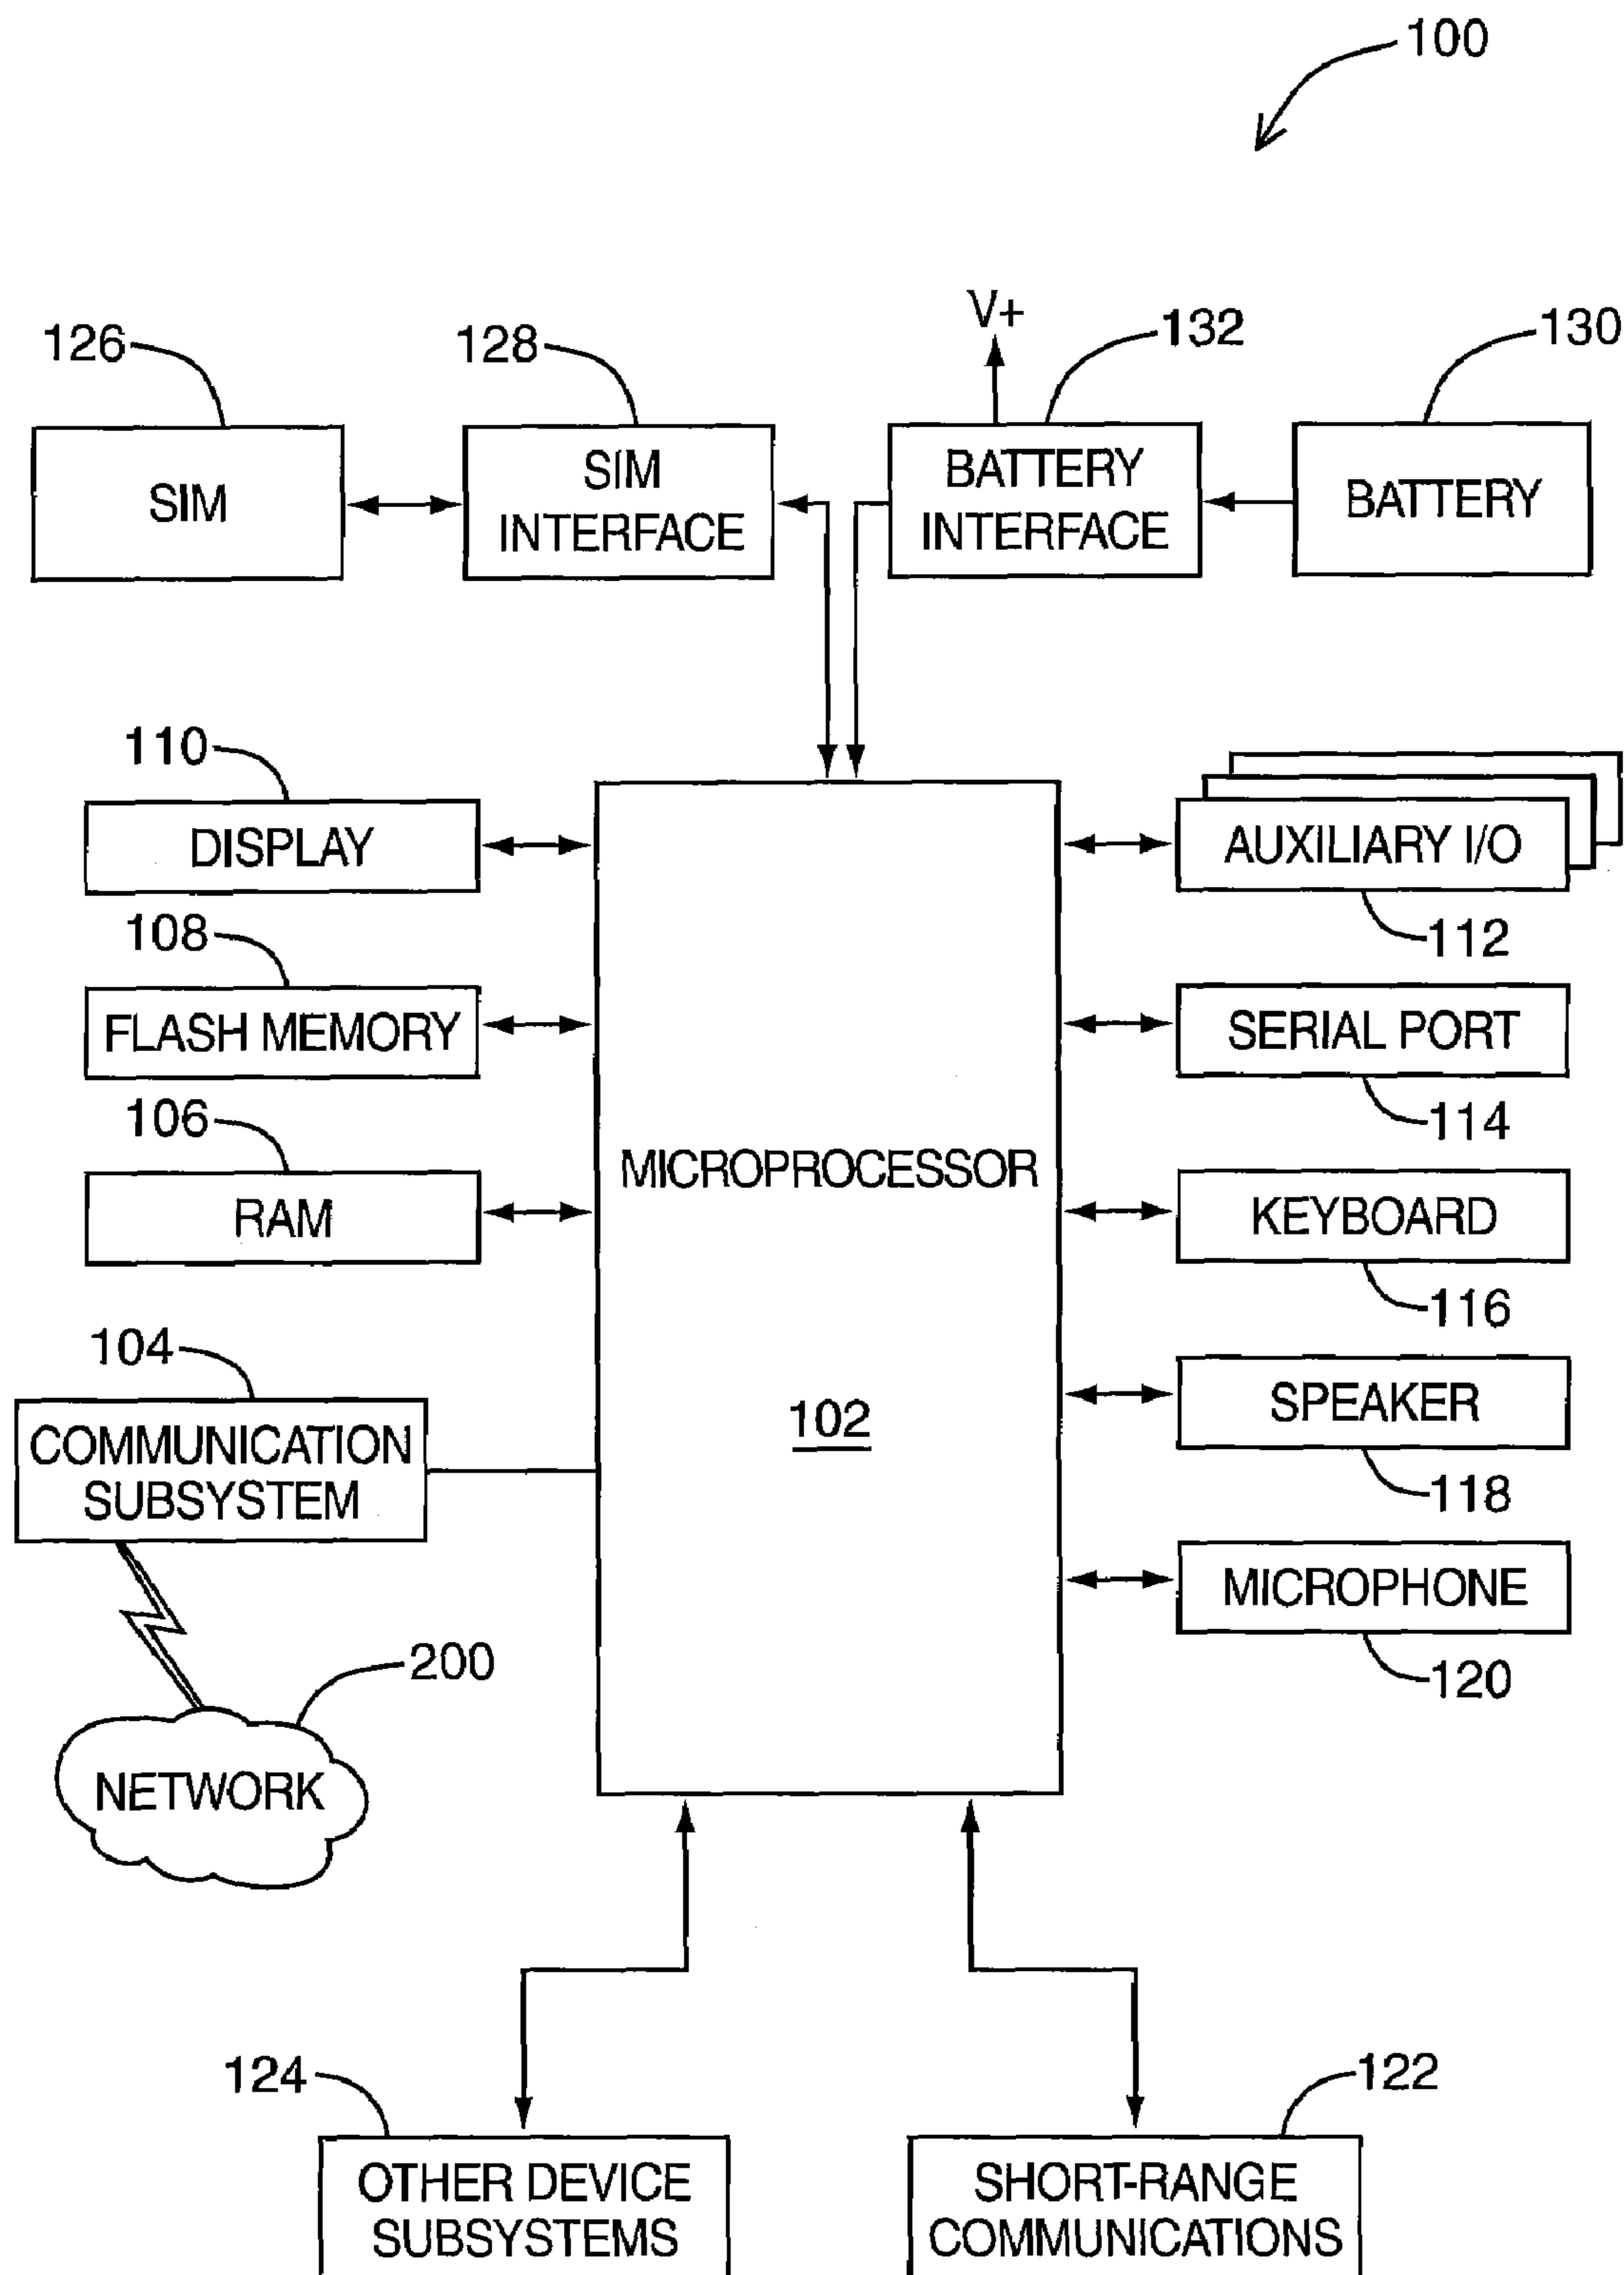 100
V+
126
128
132
130
SIM
SIM
INTERFACE
BATTERY
INTERFACE
BATTERY
110
DISPLAY
AUXILIARY I/O
112
108
FLASH MEMORY
SERIAL PORT
114
106
RAM
MICROPROCESSOR
102
KEYBOARD
116
104
COMMUNICATION
SUBSYSTEM
SPEAKER
118
MICROPHONE
120
200
NETWORK
124
OTHER DEVICE
SUBSYSTEMS
122
SHORT-RANGE
COMMUNICATIONS